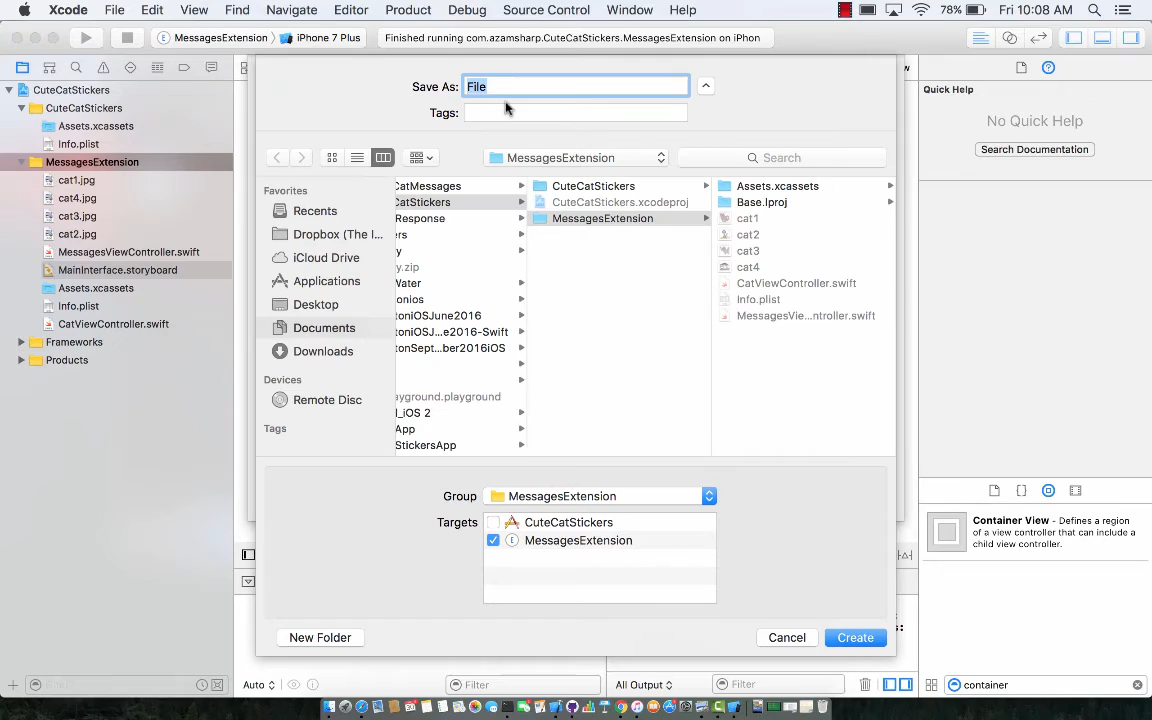 Xcode File Edit View Find Navigate Editor Product Debug Source Control Window Help 78% Fri 10:08 AM
MessagesExtension iPhone 7 Plus Finished running com.azamsharp.CuteCatStickers.MessagesExtension on iPhon
CuteCatStickers
CuteCatStickers
Assets.xcassets
Info.plist
MessagesExtension
cat1.jpg
cat4.jpg
cat3.jpg
cat2.jpg
MessagesViewController.swift
MainInterface.storyboard
Assets.xcassets
Info.plist
CatViewController.swift
Frameworks
Products
Save As: File
Tags:
MessagesExtension Search
Favorites
Recents
Dropbox (The I...
iCloud Drive
Applications
Desktop
Documents
Downloads
Devices
Remote Disc
Tags
CatMessages
CatStickers
Response
ers
y
zy.zip
Water
onios
toniOSJune2016
toniOSJ...e2016-Swift
tonSept...ber2016iOS
ayground.playground
l_iOS 2
App
StickersApp
CuteCatStickers
CuteCatStickers.xcodeproj
MessagesExtension
Assets.xcassets
Base.lproj
cat1
cat2
cat3
cat4
CatViewController.swift
Info.plist
MessagesVie...ntroller.swift
Group MessagesExtension
Targets CuteCatStickers
MessagesExtension
New Folder Cancel Create
Quick Help
No Quick Help
Search Documentation
Container View - Defines a region
of a view controller that can include a
child view controller.
Filter Auto Filter All Output Filter container